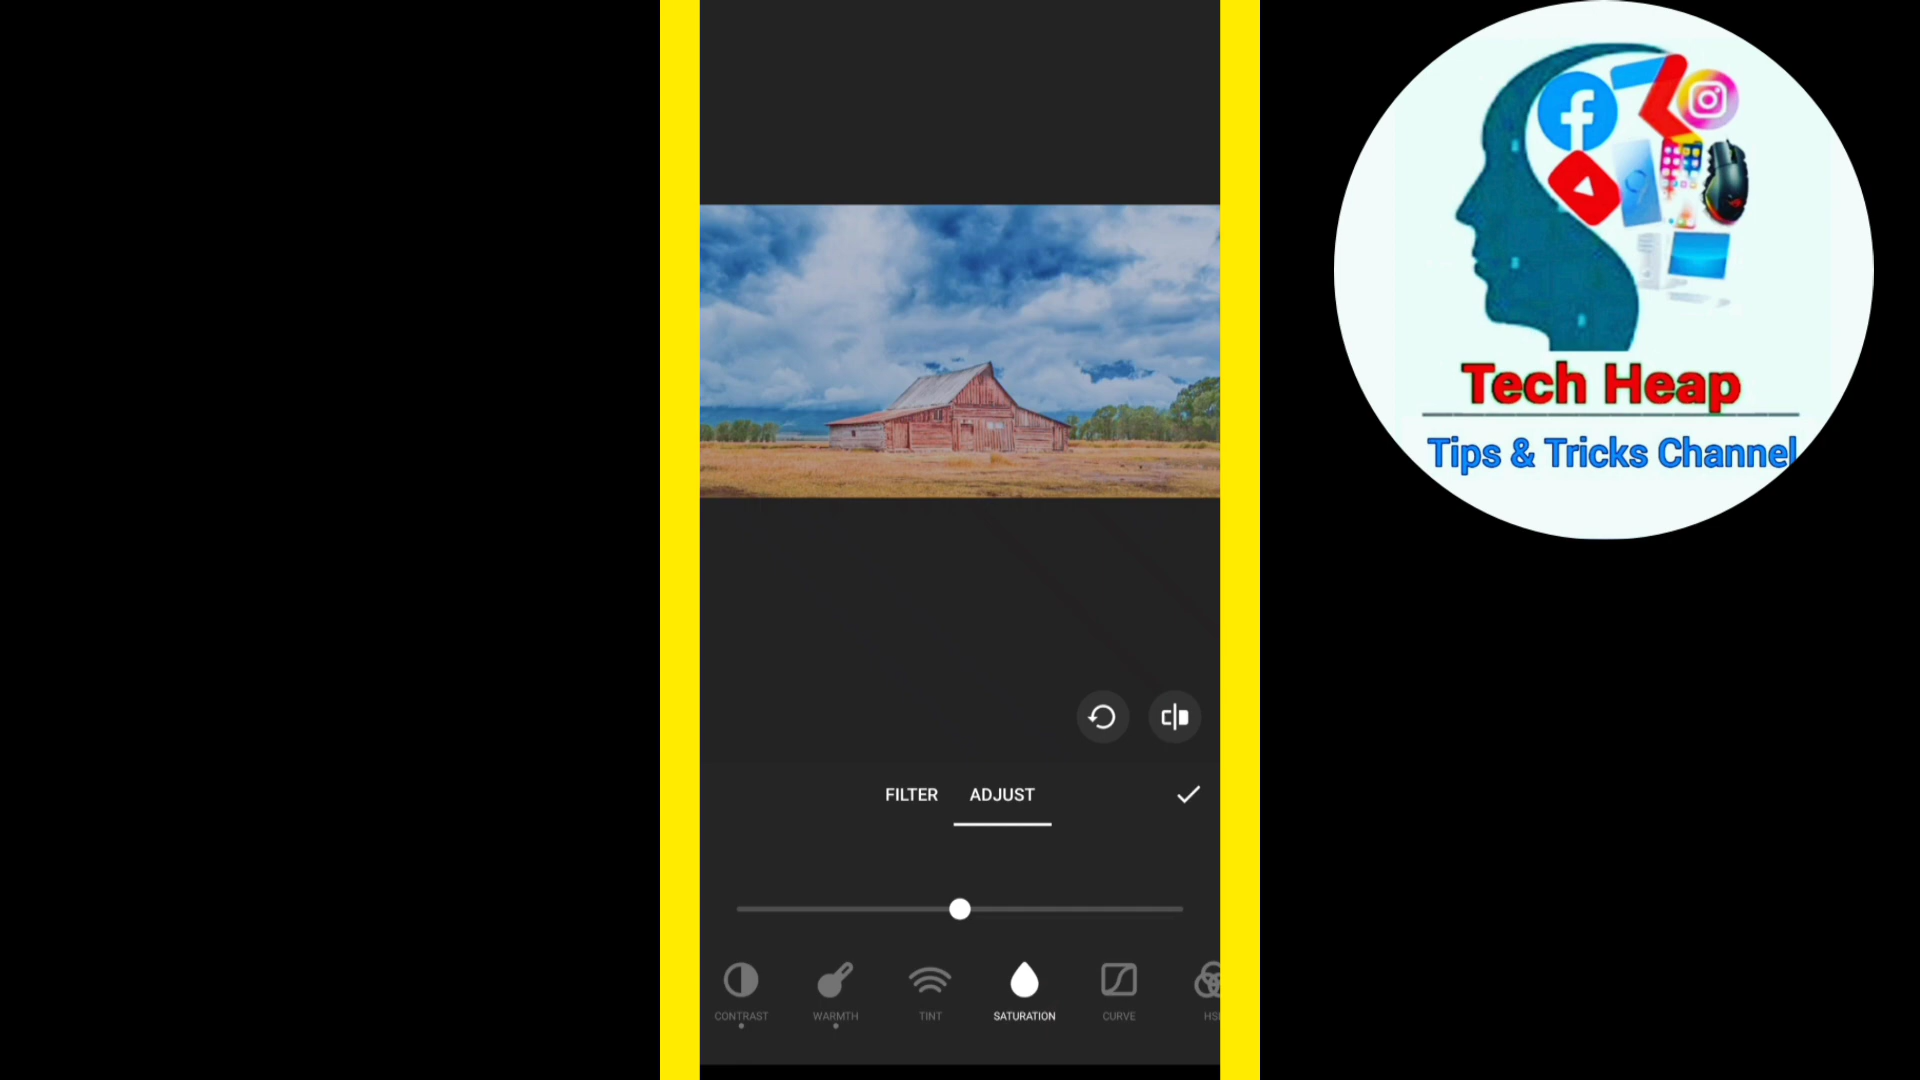 Tech Heap
Tips & Tricks Channel
FILTER ADJUST
CONTRAST WARMTH TINT SATURATION CURVE